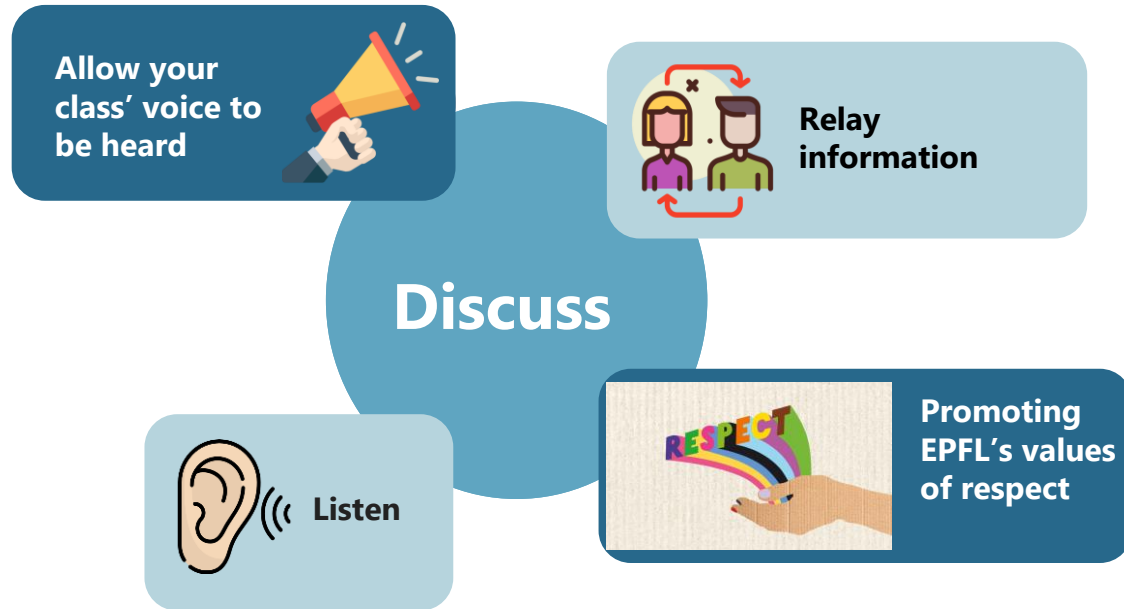 Allow your
class’ voice to
be heard
Relay
information
Discuss
Listen
RESPECT
Promoting
EPFL’s values
of respect